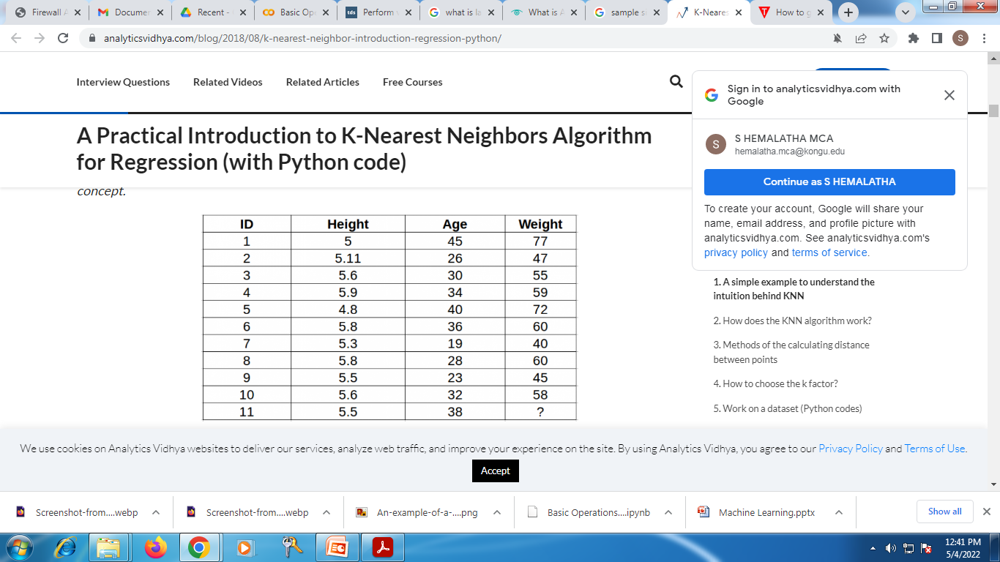 Firewall A
Documen
Recent -
Basic Ope
tds Perform
what is la
What is A
sample s
K-Neares
How to g
analyticsvidhya.com/blog/2018/08/k-nearest-neighbor-introduction-regression-python/
S
Interview Questions Related Videos Related Articles Free Courses
A Practical Introduction to K-Nearest Neighbors Algorithm
for Regression (with Python code)
concept.
ID Height Age Weight
1 5 45 77
2 5.11 26 47
3 5.6 30 55
4 5.9 34 59
5 4.8 40 72
6 5.8 36 60
7 5.3 19 40
8 5.8 28 60
9 5.5 23 45
10 5.6 32 58
11 5.5 38 ?
Sign in to analyticsvidhya.com with
Google
S
S HEMALATHA MCA
hemalatha.mca@kongu.edu
Continue as S HEMALATHA
To create your account, Google will share your
name, email address, and profile picture with
analyticsvidhya.com. See analyticsvidhya.com's
privacy policy and terms of service.
1. A simple example to understand the
intuition behind KNN
2. How does the KNN algorithm work?
3. Methods of the calculating distance
between points
4. How to choose the k factor?
5. Work on a dataset (Python codes)
We use cookies on Analytics Vidhya websites to deliver our services, analyze web traffic, and improve your experience on the site. By using Analytics Vidhya, you agree to our Privacy Policy and Terms of Use.
Accept
Screenshot-from....webp
Screenshot-from....webp
An-example-of-a-....png
Basic Operations....ipynb
Machine Learning.pptx
Show all
12:41 PM
5/4/2022